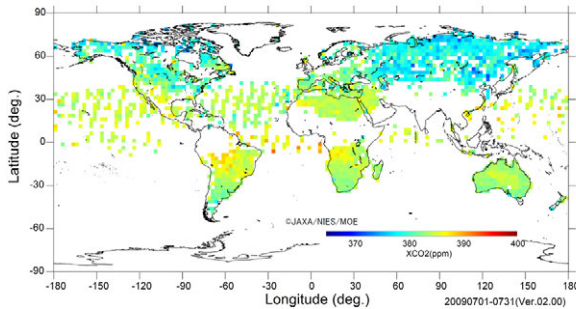 90
60
30
0
-30
-60
-90
Latitude (deg.)
©JAXA/NIES/MOE
370 380 390 400
XCO2(ppm)
-180 -150 -120 -90 -60 -30 0 30 60 90 120 150 180
Longitude (deg.)
20090701-0731(Ver.02.00)